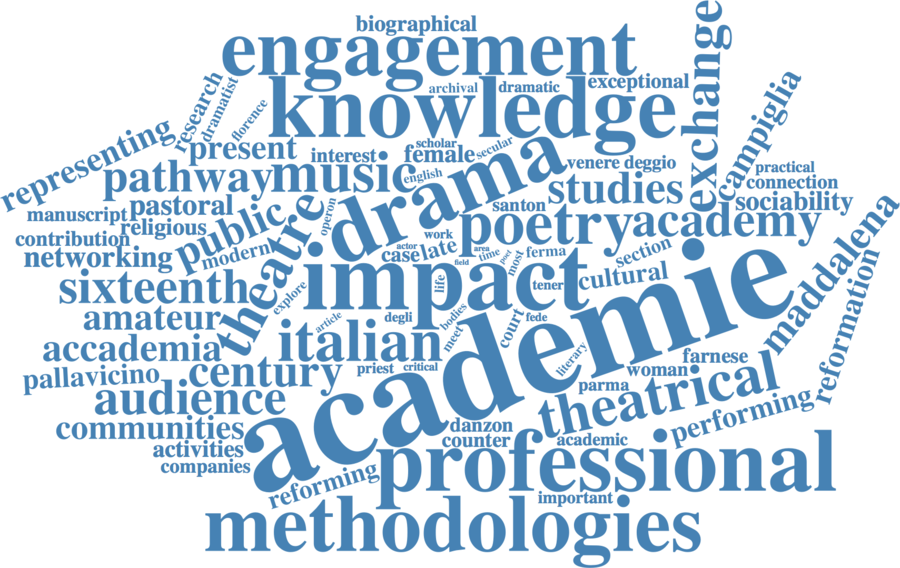 biographical
engagement
exchange
knowledge
archival
dramatic
exceptional
research
dramatist
florence
campiglia
representing
present
interest
scholar
female
secular
drama
venere deggio
practical
pathway
music
english
studies
connection
manuscript
pastoral
operon
santon
sociability
contribution
religious
public
modern
theatre
actor
work
poetry
academy
networking
case
late
area
time
poet
most
ferma
section
maddalena
sixteenth
explore
impact
field
life
tener
cultural
reformation
amateur
article
degli
bodies
court
fede
accademia
italian
meet
academie
literary
farnese
pallavicino
century
priest
critical
woman
parma
audience
theatrical
communities
danzon
performing
activities
counter
academic
companies
reforming
professional
important
methodologies